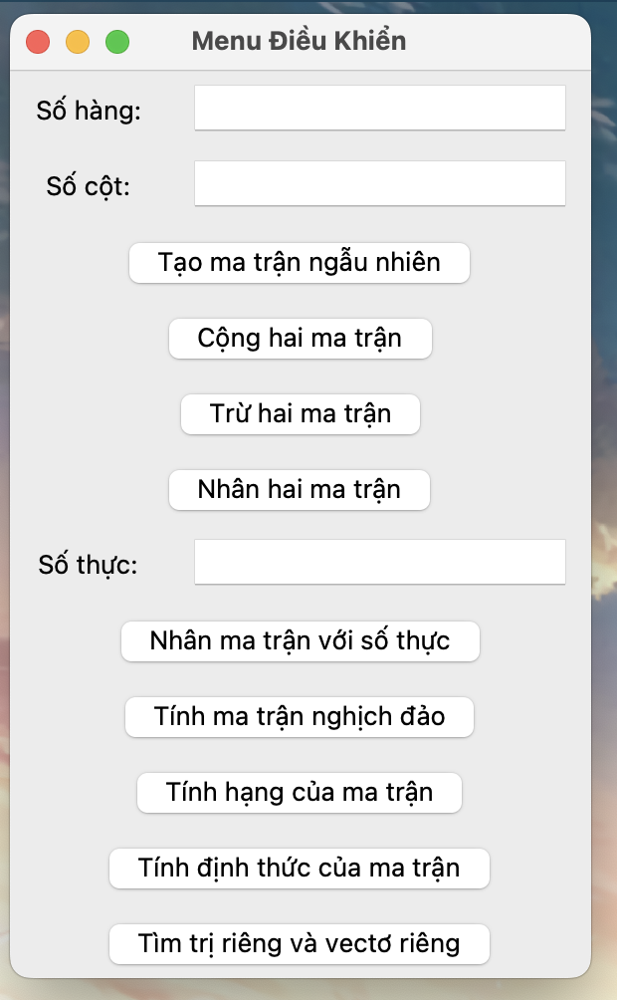 Menu Điều Khiển
Số hàng:
Số cột:
Tạo ma trận ngẫu nhiên
Cộng hai ma trận
Trừ hai ma trận
Nhân hai ma trận
Số thực:
Nhân ma trận với số thực
Tính ma trận nghịch đảo
Tính hạng của ma trận
Tính định thức của ma trận
Tìm trị riêng và vectơ riêng